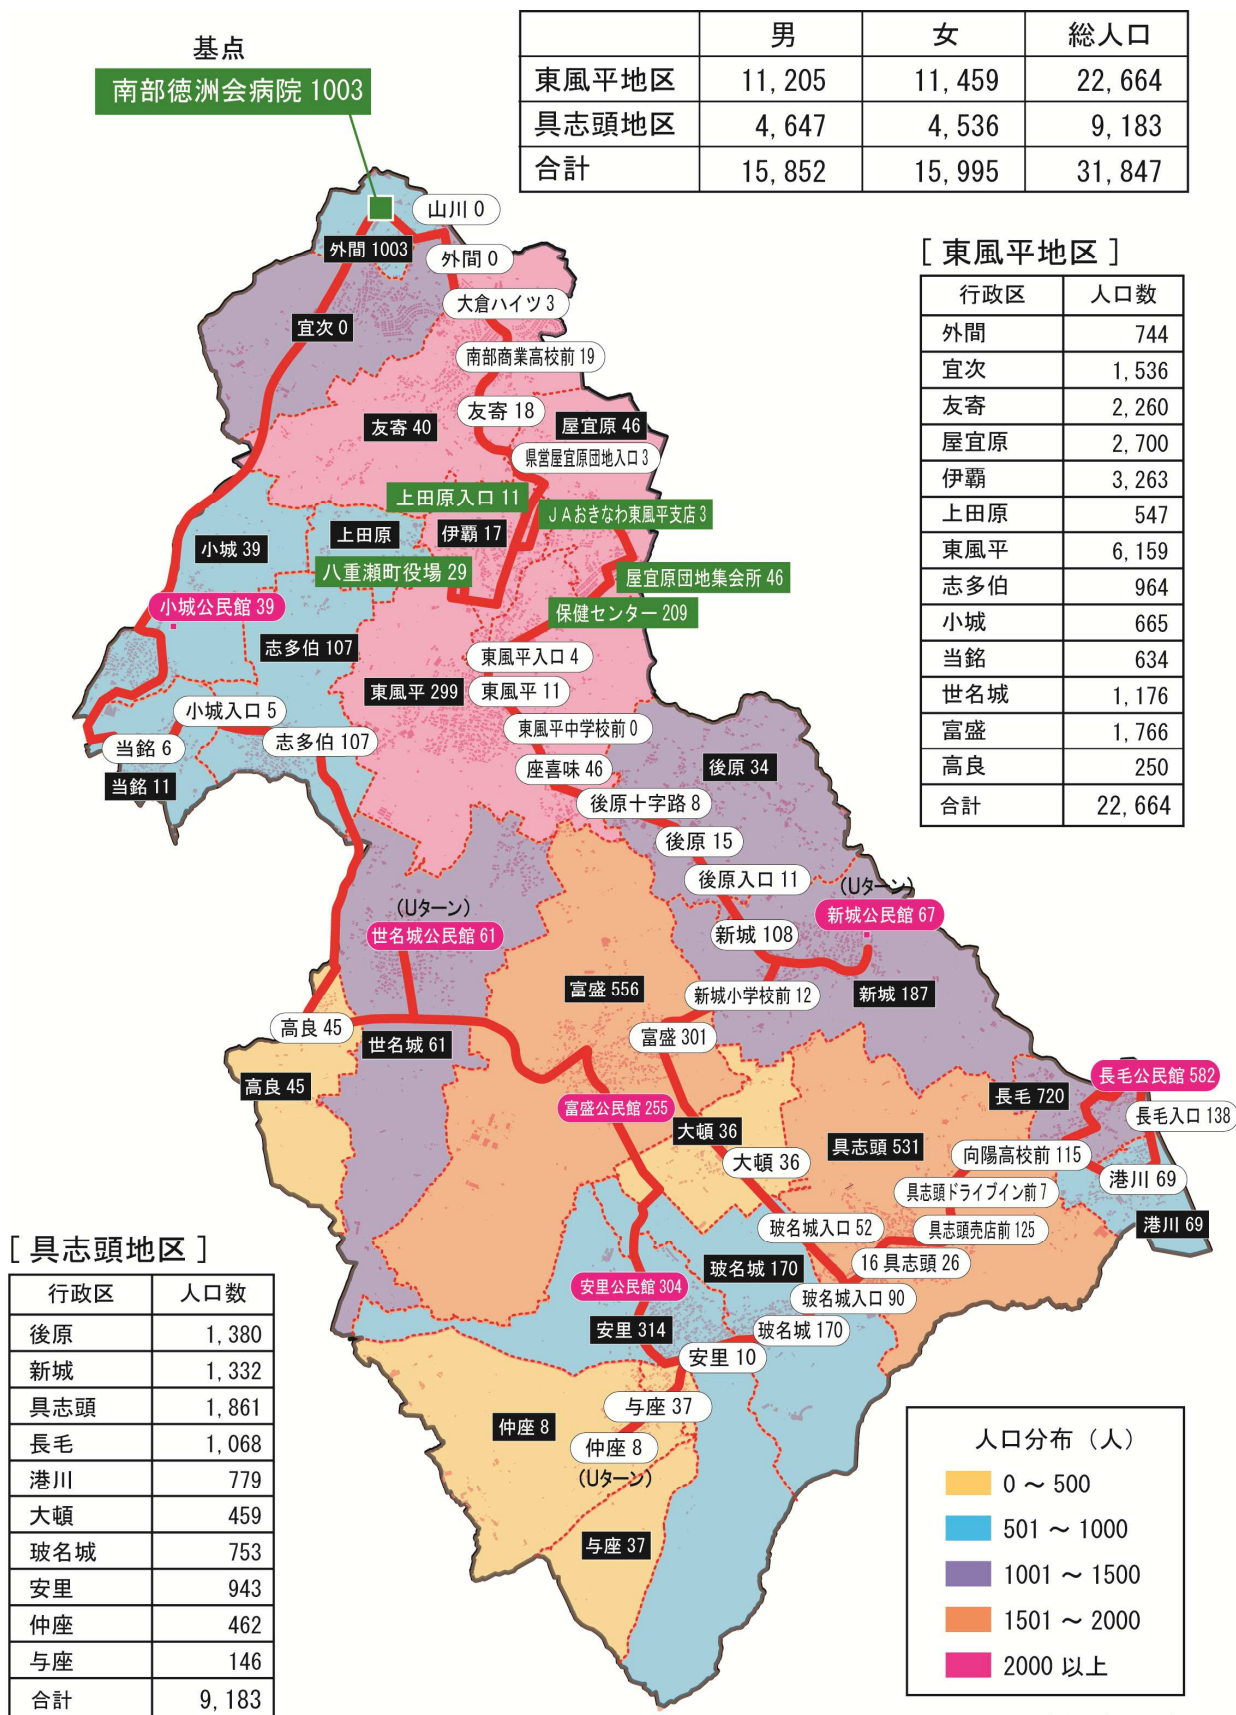 基点
南部徳洲会病院 1003
男 女 総人口
東風平地区 11,205 11,459 22,664
具志頭地区 4,647 4,536 9,183
合計 15,852 15,995 31,847
[ 東風平地区 ]
行政区 人口数
外間 744
宜次 1,536
友寄 2,260
屋宜原 2,700
伊覇 3,263
上田原 547
東風平 6,159
志多伯 964
小城 665
当銘 634
世名城 1,176
富盛 1,766
高良 250
合計 22,664
山川 0
外間 1003
外間 0
大倉ハイツ 3
宜次 0
南部商業高校前 19
友寄 18
友寄 40
屋宜原 46
県営屋宜原団地入口 3
上田原入口 11
JAおきなわ東風平支店 3
上田原
伊覇 17
小城 39
八重瀬町役場 29
屋宜原団地集会所 46
小城公民館 39
保健センター 209
志多伯 107
東風平入口 4
東風平 299
東風平 11
小城入口 5
東風平中学校前 0
志多伯 107
当銘 6
座喜味 46
後原 34
当銘 11
後原十字路 8
後原 15
後原入口 11
(Uターン)
新城公民館 67
(Uターン)
世名城公民館 61
新城 108
富盛 556
新城小学校前 12
新城 187
高良 45
富盛 301
世名城 61
高良 45
長毛公民館 582
長毛 720
富盛公民館 255
長毛入口 138
大頓 36
具志頭 531
大頓 36
向陽高校前 115
港川 69
具志頭ドライブイン前 7
玻名城入口 52
具志頭売店前 125
港川 69
玻名城 170
16 具志頭 26
安里公民館 304
玻名城入口 90
安里 314
玻名城 170
安里 10
与座 37
仲座 8
仲座 8
(Uターン)
与座 37
[ 具志頭地区 ]
行政区 人口数
後原 1,380
新城 1,332
具志頭 1,861
長毛 1,068
港川 779
大頓 459
玻名城 753
安里 943
仲座 462
与座 146
合計 9,183
人口分布（人）
0 ～ 500
501 ～ 1000
1001 ～ 1500
1501 ～ 2000
2000 以上